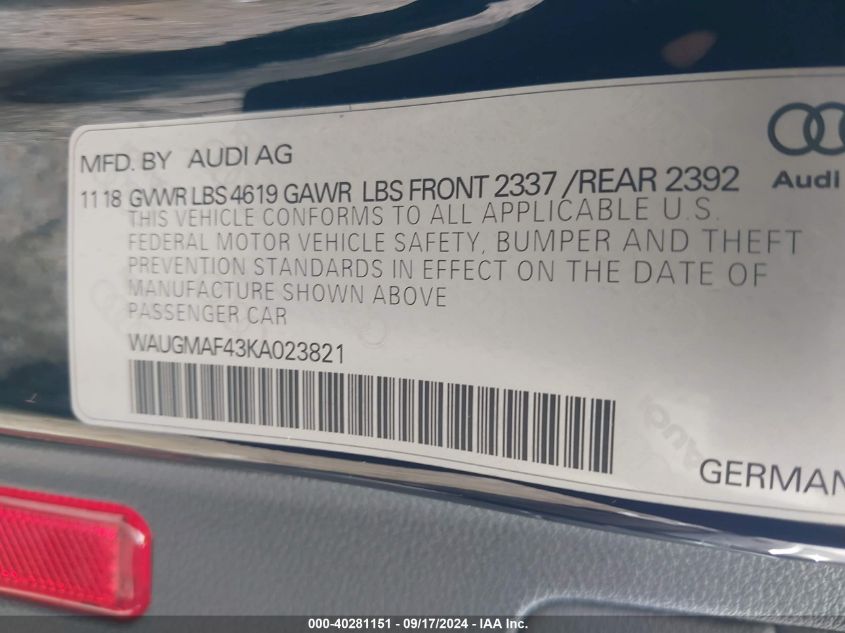 MFD. BY AUDI AG
Audi
11 18 GVWR LBS 4619 GAWR LBS FRONT 2337 /REAR 2392
THIS VEHICLE CONFORMS TO ALL APPLICABLE U.S.
FEDERAL MOTOR VEHICLE SAFETY, BUMPER AND THEFT
PREVENTION STANDARDS IN EFFECT ON THE DATE OF
MANUFACTURE SHOWN ABOVE
PASSENGER CAR
WAUGMAF43KA023821
GERMAN
000-40281151 - 09/17/2024 - IAA Inc.